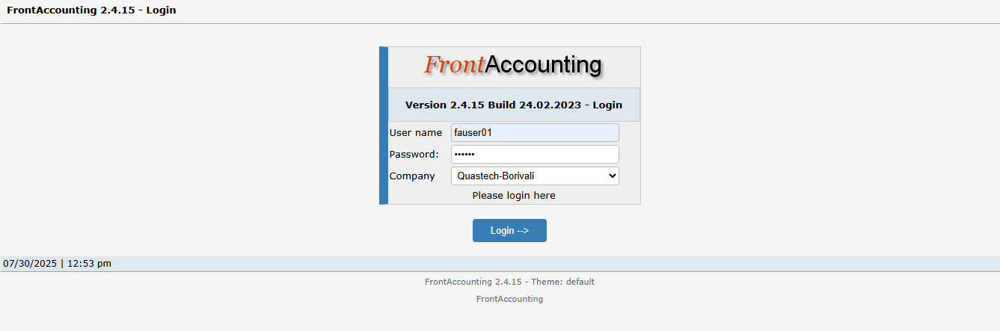 FrontAccounting 2.4.15 - Login
FrontAccounting
Version 2.4.15 Build 24.02.2023 - Login
User name fauser01
Password: ••••••
Company Quastech-Borivali
Please login here
Login -->
07/30/2025 | 12:53 pm
FrontAccounting 2.4.15 - Theme: default
FrontAccounting